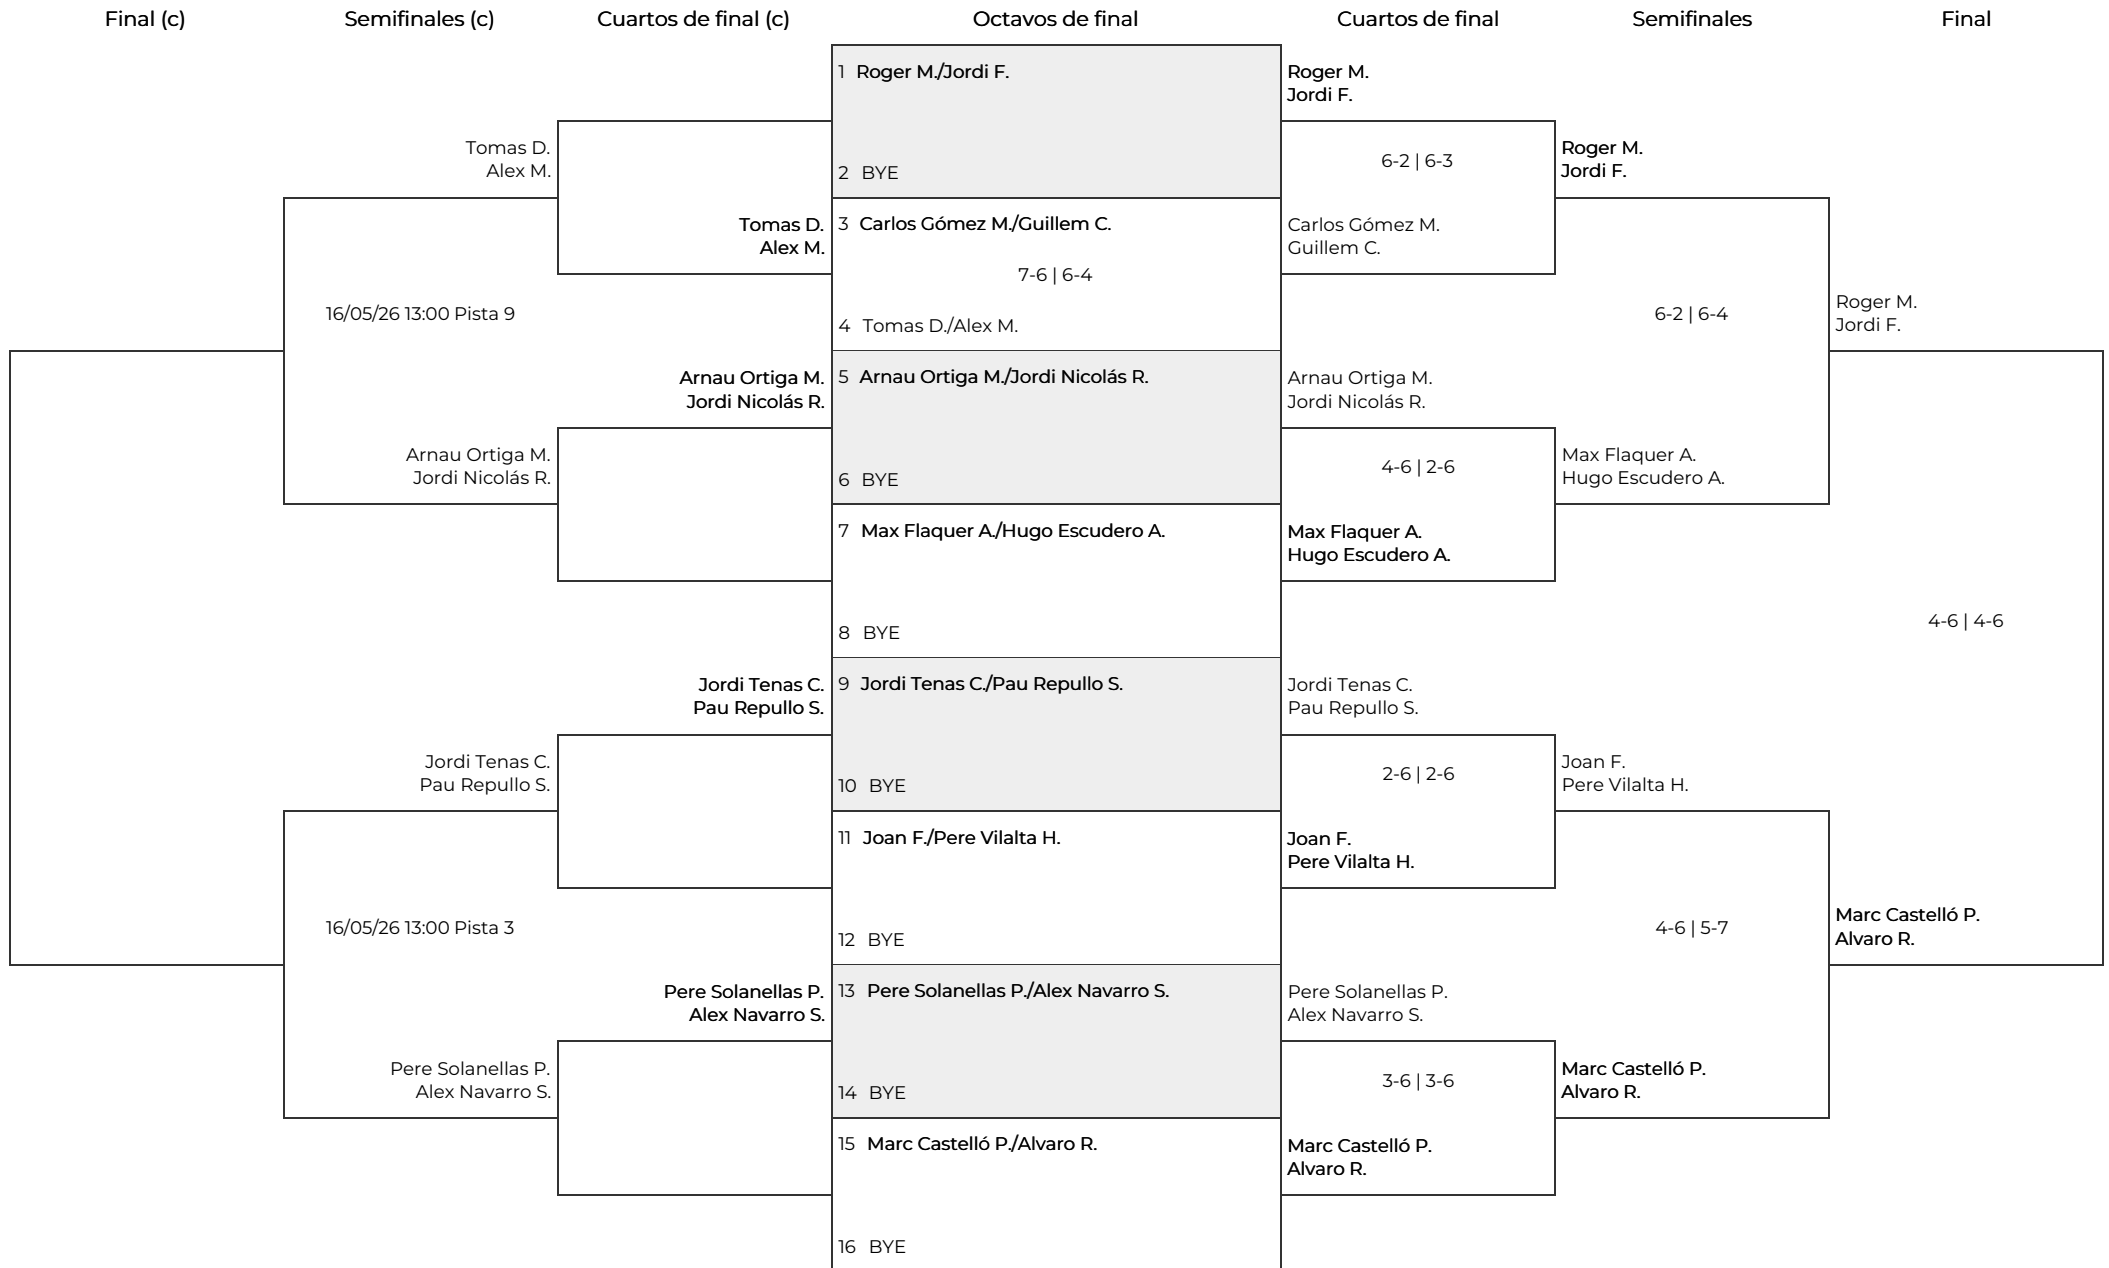 Final (c)
Semifinales (c)
Cuartos de final (c)
Octavos de final
Cuartos de final
Semifinales
Final
Tomas D.
Alex M.
16/05/26 13:00 Pista 9
Arnau Ortiga M.
Jordi Nicolás R.
Jordi Tenas C.
Pau Repullo S.
16/05/26 13:00 Pista 3
Pere Solanellas P.
Alex Navarro S.
Tomas D.
Alex M.
Arnau Ortiga M.
Jordi Nicolás R.
Jordi Tenas C.
Pau Repullo S.
Pere Solanellas P.
Alex Navarro S.
1 Roger M./Jordi F.
2 BYE
3 Carlos Gómez M./Guillem C.
7-6 | 6-4
4 Tomas D./Alex M.
5 Arnau Ortiga M./Jordi Nicolás R.
6 BYE
7 Max Flaquer A./Hugo Escudero A.
8 BYE
9 Jordi Tenas C./Pau Repullo S.
10 BYE
11 Joan F./Pere Vilalta H.
12 BYE
13 Pere Solanellas P./Alex Navarro S.
14 BYE
15 Marc Castelló P./Alvaro R.
16 BYE
Roger M.
Jordi F.
6-2 | 6-3
Carlos Gómez M.
Guillem C.
Arnau Ortiga M.
Jordi Nicolás R.
4-6 | 2-6
Max Flaquer A.
Hugo Escudero A.
Jordi Tenas C.
Pau Repullo S.
2-6 | 2-6
Joan F.
Pere Vilalta H.
Pere Solanellas P.
Alex Navarro S.
3-6 | 3-6
Marc Castelló P.
Alvaro R.
Roger M.
Jordi F.
6-2 | 6-4
Max Flaquer A.
Hugo Escudero A.
Joan F.
Pere Vilalta H.
4-6 | 5-7
Marc Castelló P.
Alvaro R.
Roger M.
Jordi F.
4-6 | 4-6
Marc Castelló P.
Alvaro R.